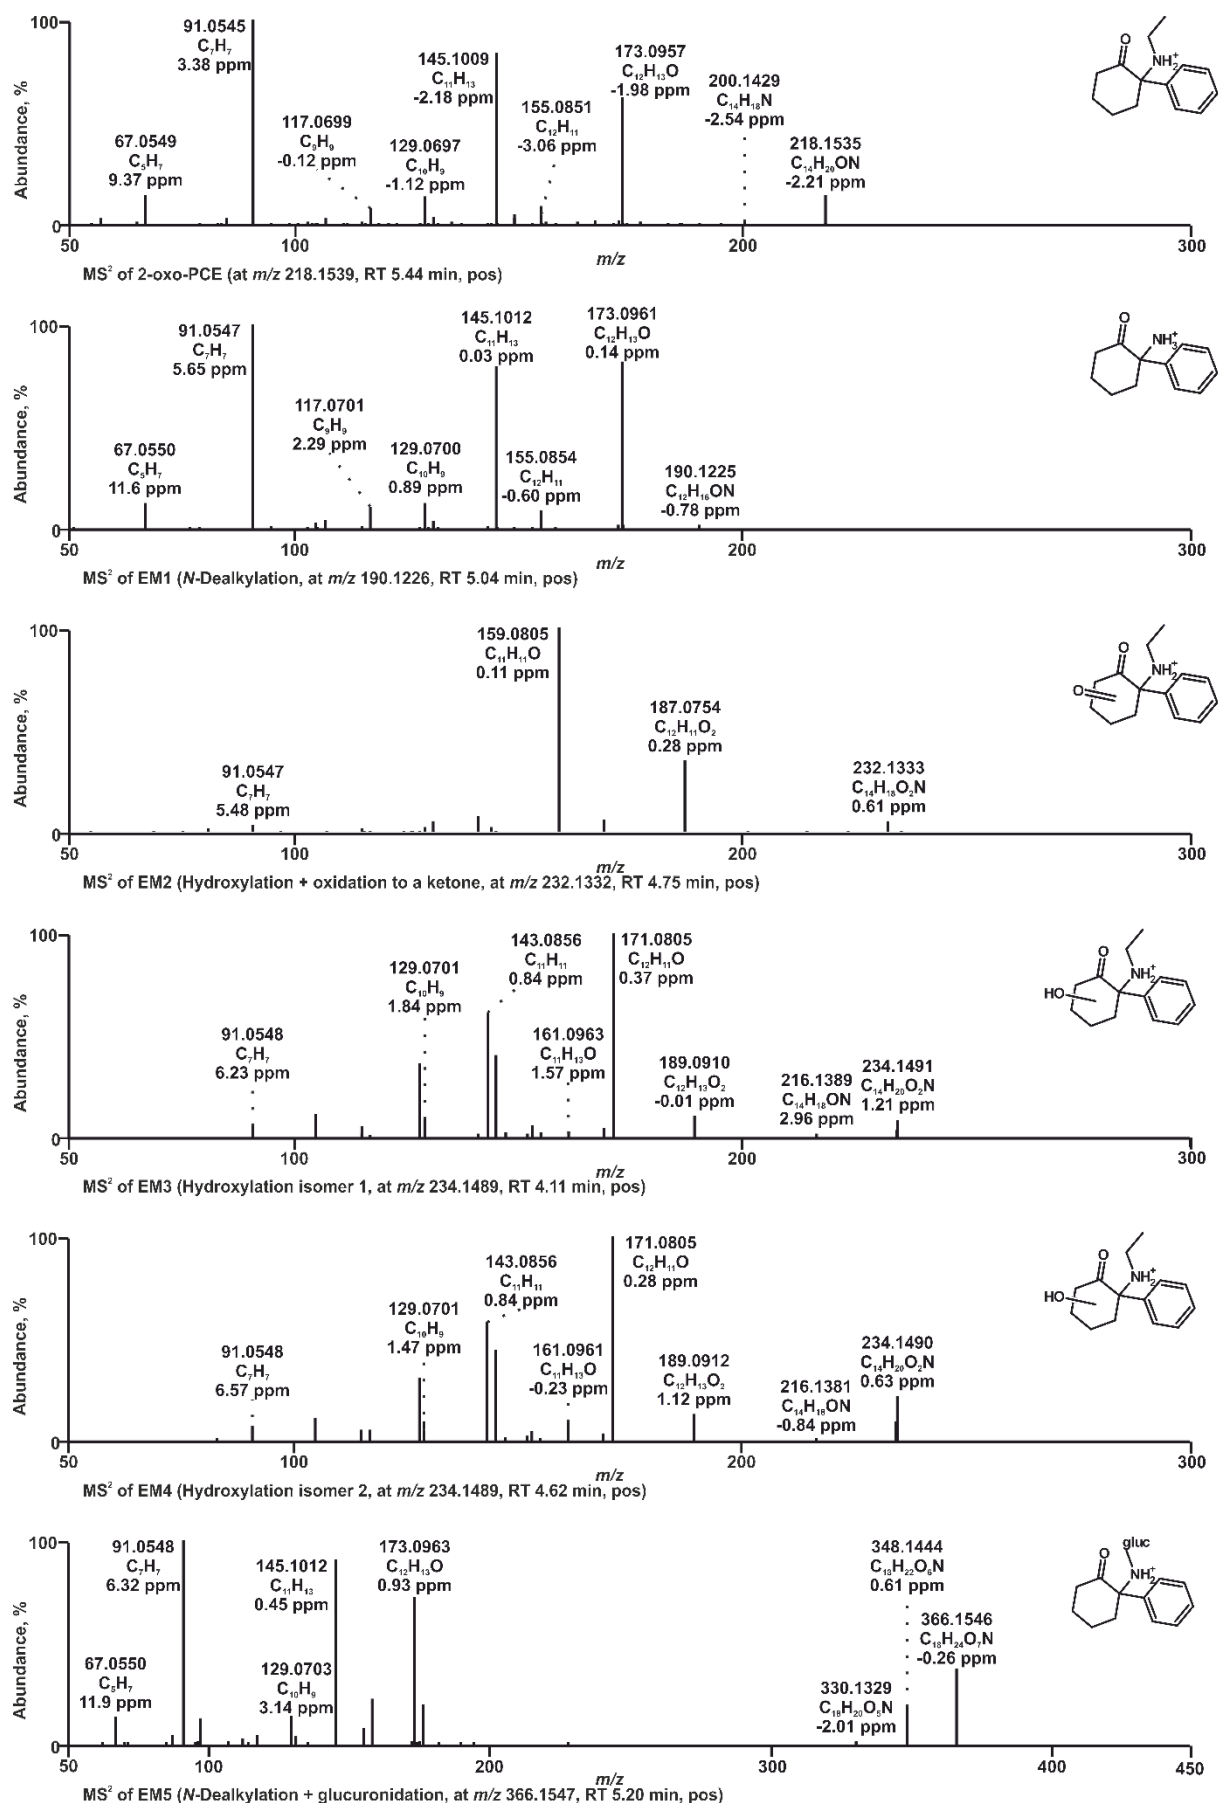 Abundance, %
100
0
50
100
200
300
m/z
91.0545
C₇H₇
3.38 ppm
67.0549
C₅H₇
9.37 ppm
117.0699
C₉H₉
-0.12 ppm
129.0697
C₁₀H₉
-1.12 ppm
145.1009
C₁₁H₁₃
-2.18 ppm
155.0851
C₁₂H₁₁
-3.06 ppm
173.0957
C₁₂H₁₃O
-1.98 ppm
200.1429
C₁₄H₁₈N
-2.54 ppm
218.1535
C₁₄H₂₀ON
-2.21 ppm
O
NH₂⁺
MS² of 2-oxo-PCE (at m/z 218.1539, RT 5.44 min, pos)
Abundance, %
100
0
50
100
200
300
m/z
91.0547
C₇H₇
5.65 ppm
67.0550
C₅H₇
11.6 ppm
117.0701
C₉H₉
2.29 ppm
129.0700
C₁₀H₉
0.89 ppm
145.1012
C₁₁H₁₃
0.03 ppm
155.0854
C₁₂H₁₁
-0.60 ppm
173.0961
C₁₂H₁₃O
0.14 ppm
190.1225
C₁₂H₁₆ON
-0.78 ppm
O
NH₃⁺
MS² of EM1 (N-Dealkylation, at m/z 190.1226, RT 5.04 min, pos)
Abundance, %
100
0
50
100
200
300
m/z
91.0547
C₇H₇
5.48 ppm
159.0805
C₁₁H₁₁O
0.11 ppm
187.0754
C₁₂H₁₁O₂
0.28 ppm
232.1333
C₁₄H₁₈O₂N
0.61 ppm
O
O
NH₂⁺
MS² of EM2 (Hydroxylation + oxidation to a ketone, at m/z 232.1332, RT 4.75 min, pos)
Abundance, %
100
0
50
100
200
300
m/z
91.0548
C₇H₇
6.23 ppm
129.0701
C₁₀H₉
1.84 ppm
143.0856
C₁₁H₁₁
0.84 ppm
161.0963
C₁₁H₁₃O
1.57 ppm
171.0805
C₁₂H₁₁O
0.37 ppm
189.0910
C₁₂H₁₃O₂
-0.01 ppm
216.1389
C₁₄H₁₈ON
2.96 ppm
234.1491
C₁₄H₂₀O₂N
1.21 ppm
O
HO
NH₂⁺
MS² of EM3 (Hydroxylation isomer 1, at m/z 234.1489, RT 4.11 min, pos)
Abundance, %
100
0
50
100
200
300
m/z
91.0548
C₇H₇
6.57 ppm
129.0701
C₁₀H₉
1.47 ppm
143.0856
C₁₁H₁₁
0.84 ppm
161.0961
C₁₁H₁₃O
-0.23 ppm
171.0805
C₁₂H₁₁O
0.28 ppm
189.0912
C₁₂H₁₃O₂
1.12 ppm
216.1381
C₁₄H₁₈ON
-0.84 ppm
234.1490
C₁₄H₂₀O₂N
0.63 ppm
O
HO
NH₂⁺
MS² of EM4 (Hydroxylation isomer 2, at m/z 234.1489, RT 4.62 min, pos)
Abundance, %
100
0
50
100
200
300
400
450
m/z
91.0548
C₇H₇
6.32 ppm
67.0550
C₅H₇
11.9 ppm
129.0703
C₁₀H₉
3.14 ppm
145.1012
C₁₁H₁₃
0.45 ppm
173.0963
C₁₂H₁₃O
0.93 ppm
330.1329
C₁₈H₂₀O₅N
-2.01 ppm
348.1444
C₁₈H₂₂O₆N
0.61 ppm
366.1546
C₁₈H₂₄O₇N
-0.26 ppm
gluc
O
NH₂⁺
MS² of EM5 (N-Dealkylation + glucuronidation, at m/z 366.1547, RT 5.20 min, pos)